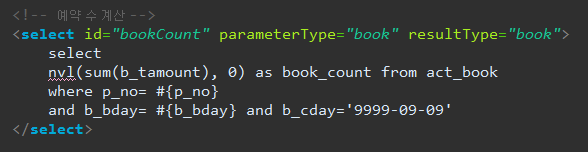 <!-- 예약 수 계산 -->
<select id="bookCount" parameterType="book" resultType="book">
select
nvl(sum(b_tamount), 0) as book_count from act_book
where p_no= #{p_no}
and b_bday= #{b_bday} and b_cday='9999-09-09'
</select>